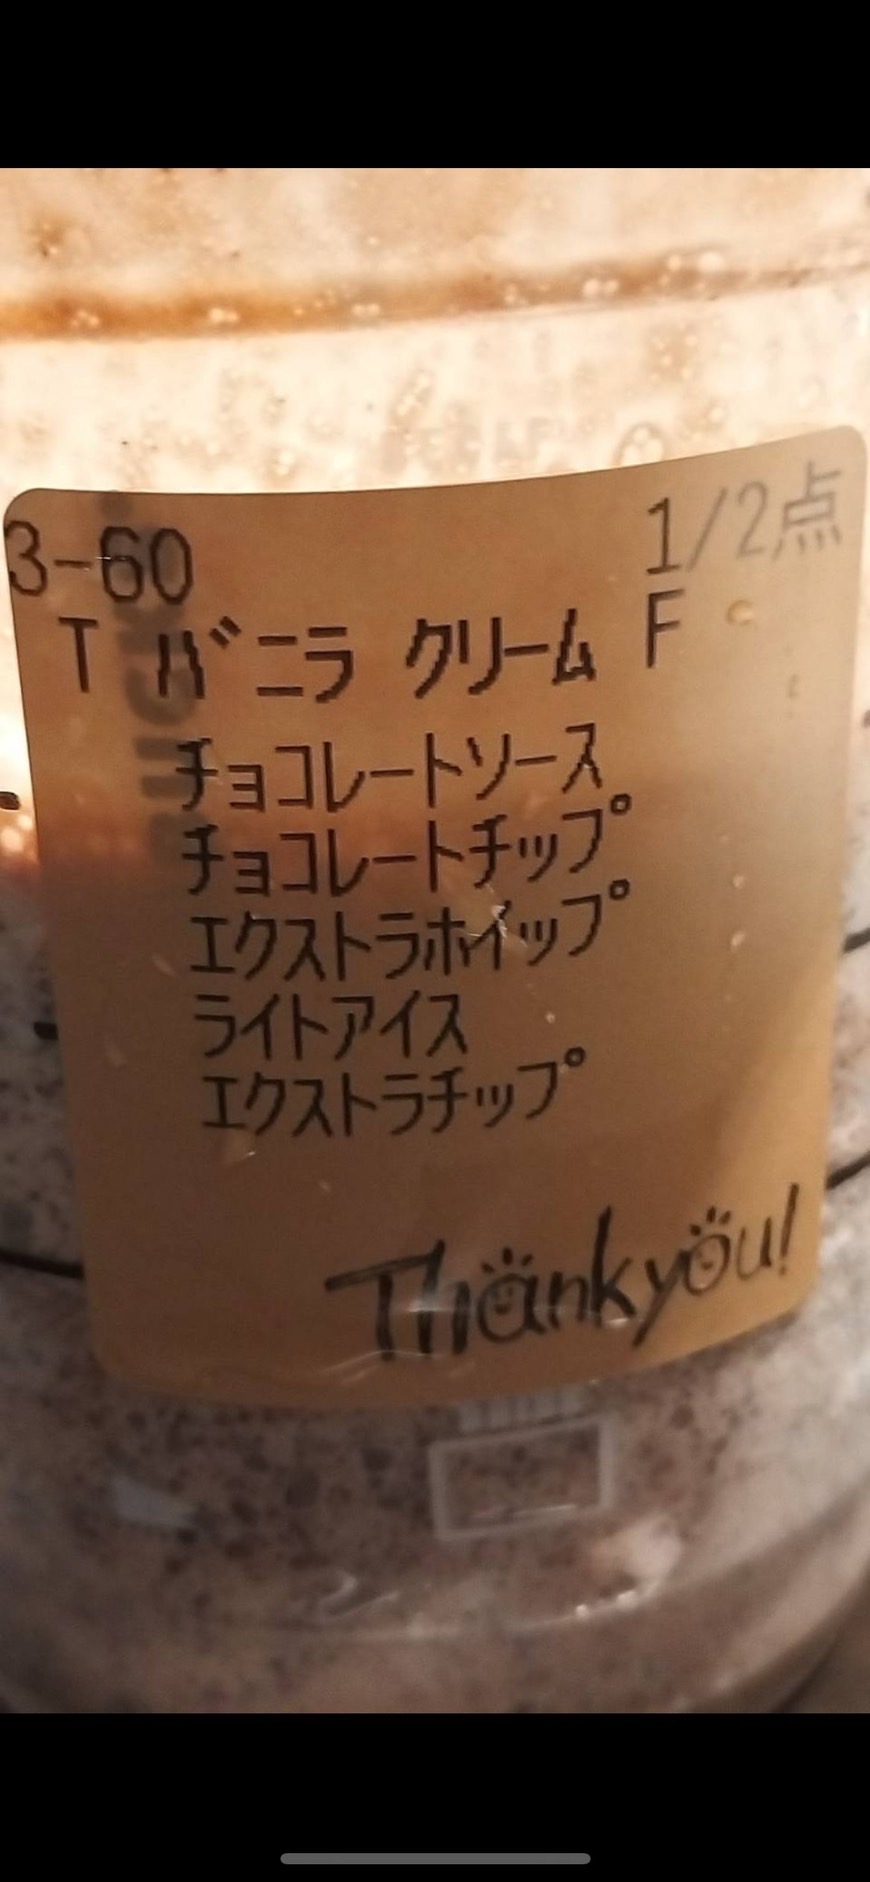 3-60 1/2点
T バニラ クリーム F
チョコレートソース
チョコレートチップ
エクストラホイップ
ライトアイス
エクストラチップ
Thank you!